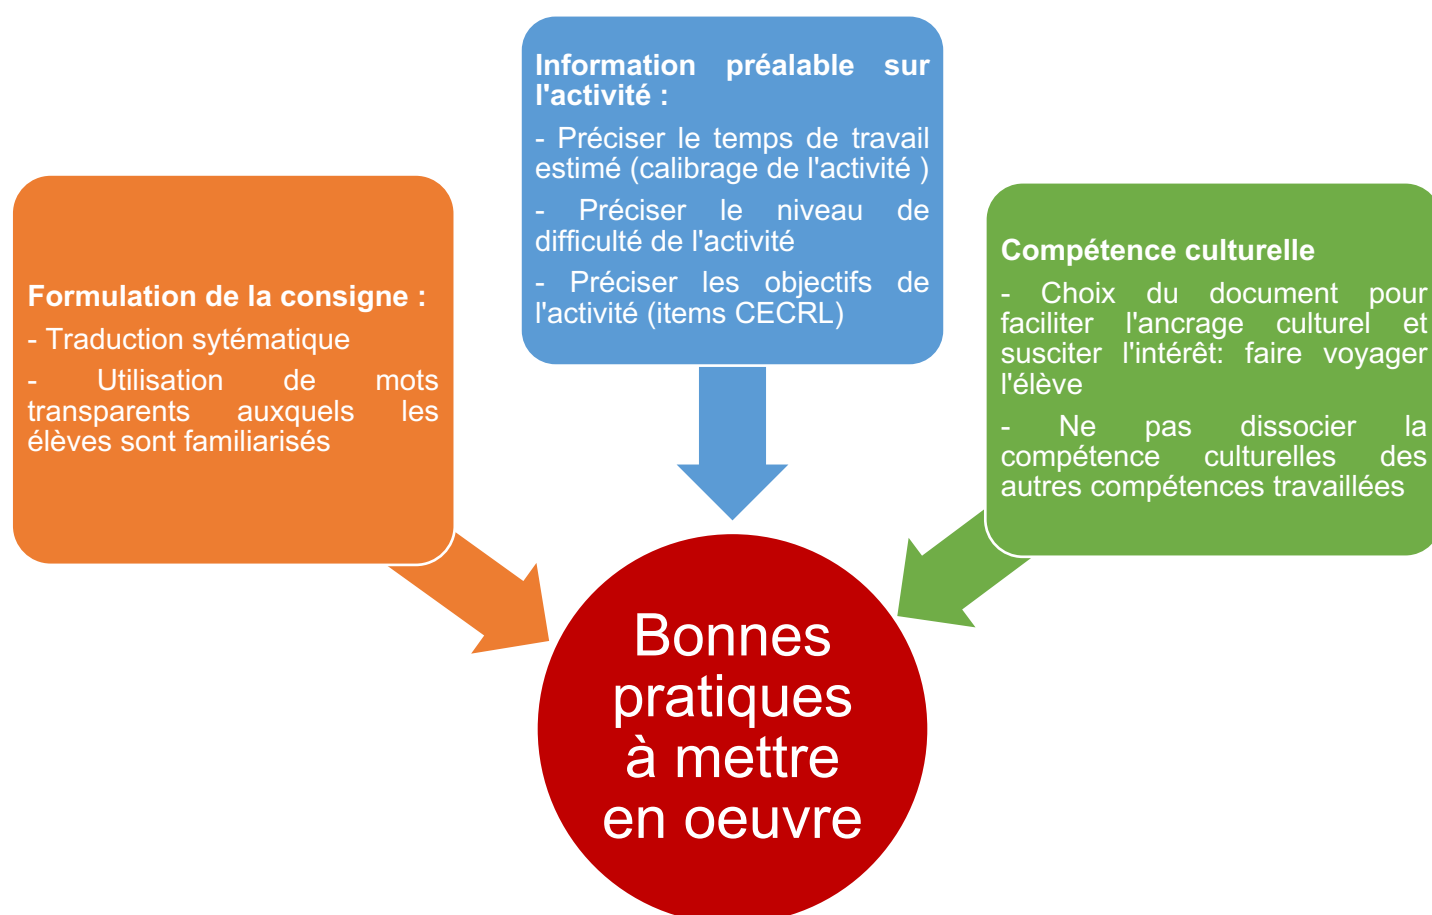 Formulation de la consigne :
- Traduction sytématique
- Utilisation de mots
transparents auxquels les
élèves sont familiarisés
Information préalable sur
l'activité :
- Préciser le temps de travail
estimé (calibrage de l'activité )
- Préciser le niveau de
difficulté de l'activité
- Préciser les objectifs de
l'activité (items CECRL)
Compétence culturelle
- Choix du document pour
faciliter l'ancrage culturel et
susciter l'intérêt: faire voyager
l'élève
- Ne pas dissocier la
compétence culturelles des
autres compétences travaillées
Bonnes
pratiques
à mettre
en oeuvre